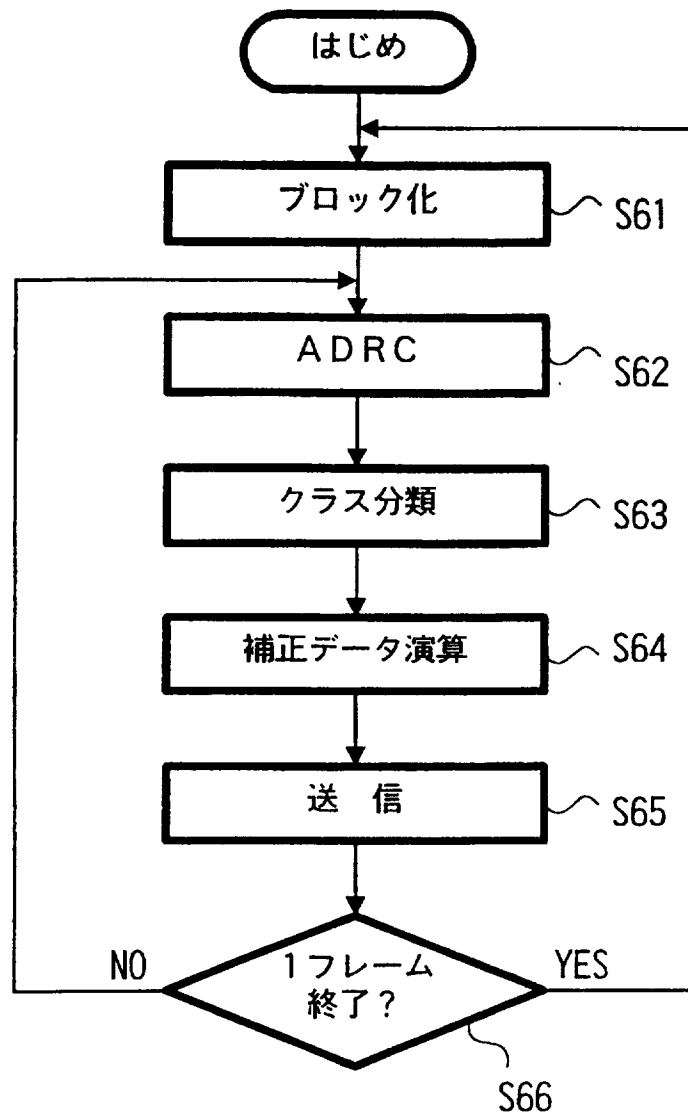 はじめ
ブロック化
S61
ADRC
S62
クラス分類
S63
補正データ演算
S64
送 信
S65
NO
1フレーム
終了?
YES
S66